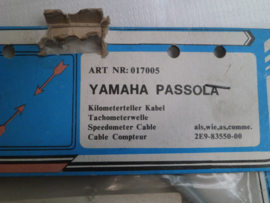 ART NR: 017005
YAMAHA PASSOLA
Kilometerteller Kabel
Tachometerwelle
Speedometer Cable als,wie,as,comme.
Cable Compteur 2E9-83550-00